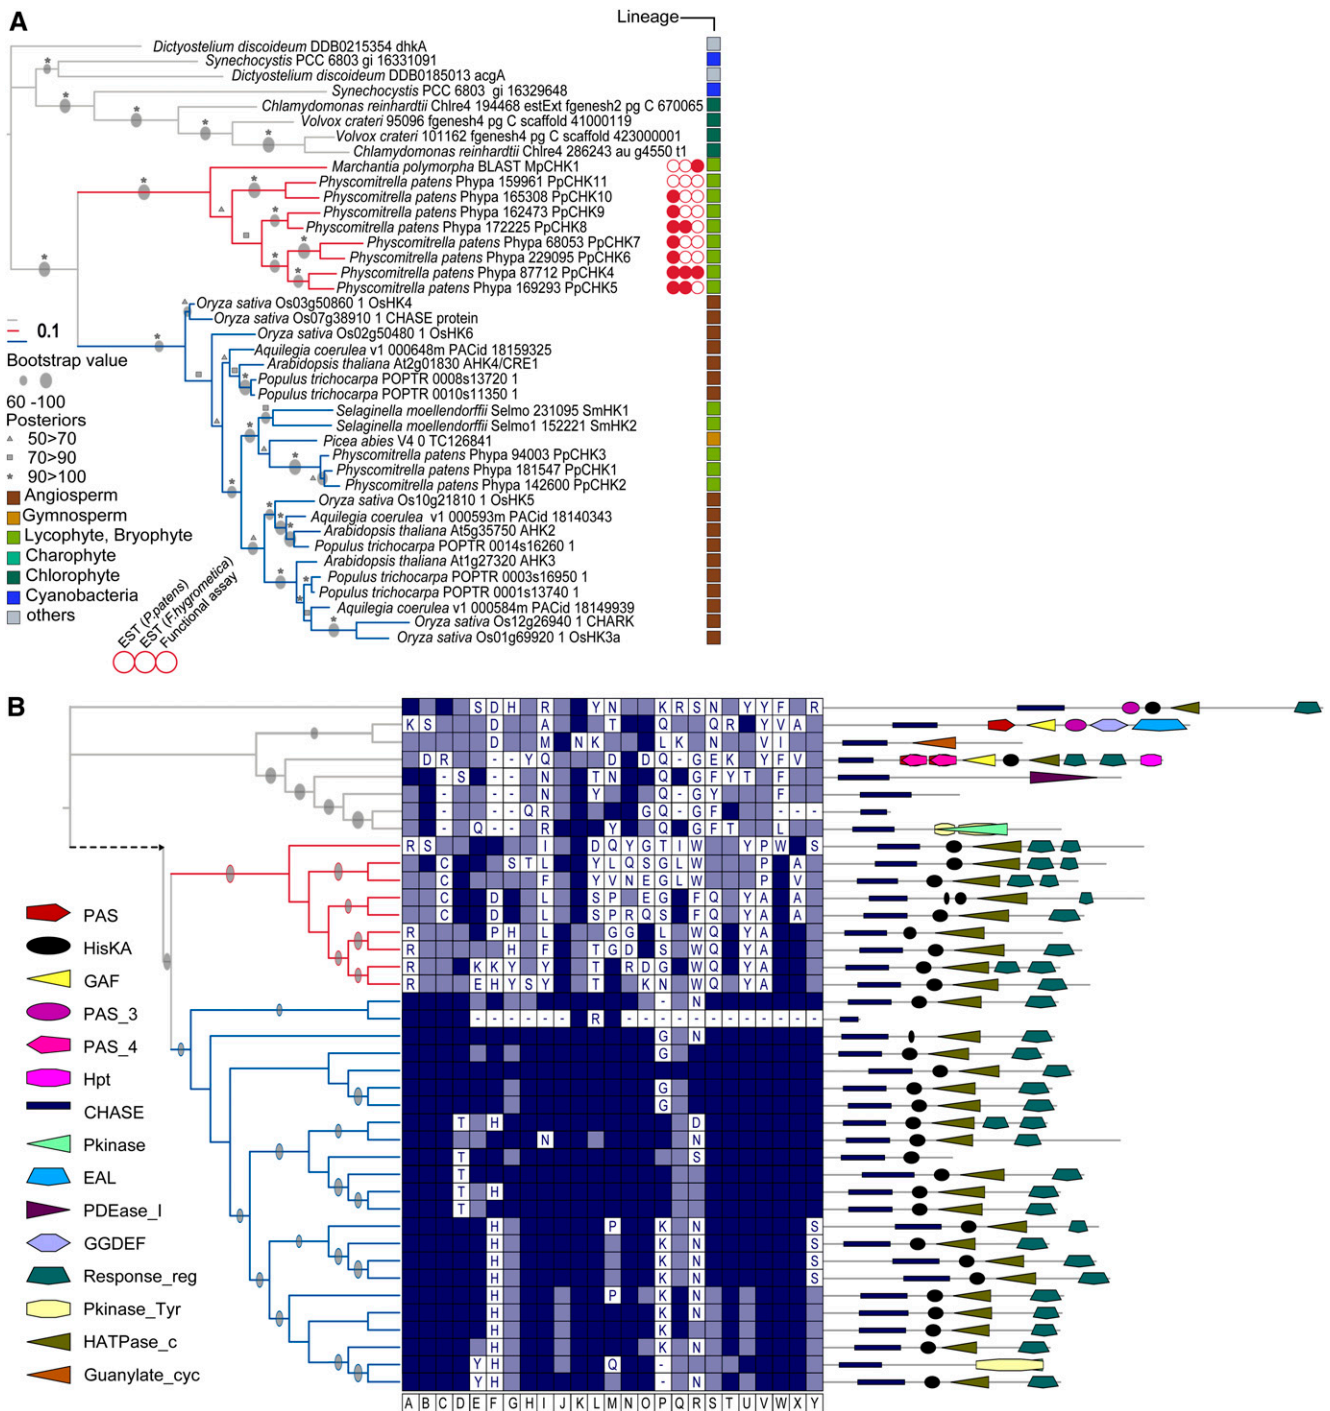 A
Lineage
Dictyostelium discoideum DDB0215354 dhkA
Synechocystis PCC 6803 gi 16331091
Dictyostelium discoideum DDB0185013 acgA
Synechocystis PCC 6803 gi 16329648
Chlamydomonas reinhardtii Chlre4 194468 estExt fgenesh2 pg C 670065
Volvox crateri 95096 fgenesh4 pg C scaffold 41000119
Volvox crateri 101162 fgenesh4 pg C scaffold 423000001
Chlamydomonas reinhardtii Chlre4 286243 au g4550 t1
Marchantia polymorpha BLAST MpCHK1
Physcomitrella patens Phypa 159961 PpCHK11
Physcomitrella patens Phypa 165308 PpCHK10
Physcomitrella patens Phypa 162473 PpCHK9
Physcomitrella patens Phypa 172225 PpCHK8
Physcomitrella patens Phypa 68053 PpCHK7
Physcomitrella patens Phypa 229095 PpCHK6
Physcomitrella patens Phypa 87712 PpCHK4
Physcomitrella patens Phypa 169293 PpCHK5
Oryza sativa Os03g50860 1 OsHK4
Oryza sativa Os07g38910 1 CHASE protein
Oryza sativa Os02g50480 1 OsHK6
Aquilegia coerulea v1 000648m PACid 18159325
Arabidopsis thaliana At2g01830 AHK4/CRE1
Populus trichocarpa POPTR 0008s13720 1
Populus trichocarpa POPTR 0010s11350 1
Selaginella moellendorffii Selmo 231095 SmHK1
Selaginella moellendorffii Selmo1 152221 SmHK2
Picea abies V4 0 TC126841
Physcomitrella patens Phypa 94003 PpCHK3
Physcomitrella patens Phypa 181547 PpCHK1
Physcomitrella patens Phypa 142600 PpCHK2
Oryza sativa Os10g21810 1 OsHK5
Aquilegia coerulea v1 000593m PACid 18140343
Arabidopsis thaliana At5g35750 AHK2
Populus trichocarpa POPTR 0014s16260 1
Arabidopsis thaliana At1g27320 AHK3
Populus trichocarpa POPTR 0003s16950 1
Populus trichocarpa POPTR 0001s13740 1
Aquilegia coerulea v1 000584m PACid 18149939
Oryza sativa Os12g26940 1 CHARK
Oryza sativa Os01g69920 1 OsHK3a
0.1
Bootstrap value
60 -100
Posteriors
50>70
70>90
90>100
Angiosperm
Gymnosperm
Lycophyte, Bryophyte
Charophyte
Chlorophyte
Cyanobacteria
others
EST (P.patens)
EST (F.hygrometica)
Functional assay
B
S D H R Y N K R S N Y Y F R
K S D A T Q Q R Y V A
D M N K L K N V I
D R - - Y Q D D Q - G E K Y F V
- S - - N T N Q G F Y T F
- - - N Y Q - G Y F
- - - Q R G Q - G F - - -
- Q - - R Y Q G F T L
R S I D Q Y G T I W Y P W S
C S T L Y L Q S G L W P A
C F Y V N E G L W P V
C D L S P E G F Q Y A A
C D L S P R Q S F Q Y A A
R P H L G G L W Q Y A
R H F T G D S W Q Y A
R K K Y Y T R D G W Q Y A
R E H Y S Y T K N W Q Y A
- N
- - - - - - R - - - - - - - - - - - -
G N
G
G
G
T H D
N N
T S
T
T H
T
H P K N S
H K N S
H K N S
H K N S
H P K N
H K N
H K
H K N
Y H Q -
Y H - N
A B C D E F G H I J K L M N O P Q R S T U V W X Y
PAS
HisKA
GAF
PAS_3
PAS_4
Hpt
CHASE
Pkinase
EAL
PDEase_I
GGDEF
Response_reg
Pkinase_Tyr
HATPase_c
Guanylate_cyc